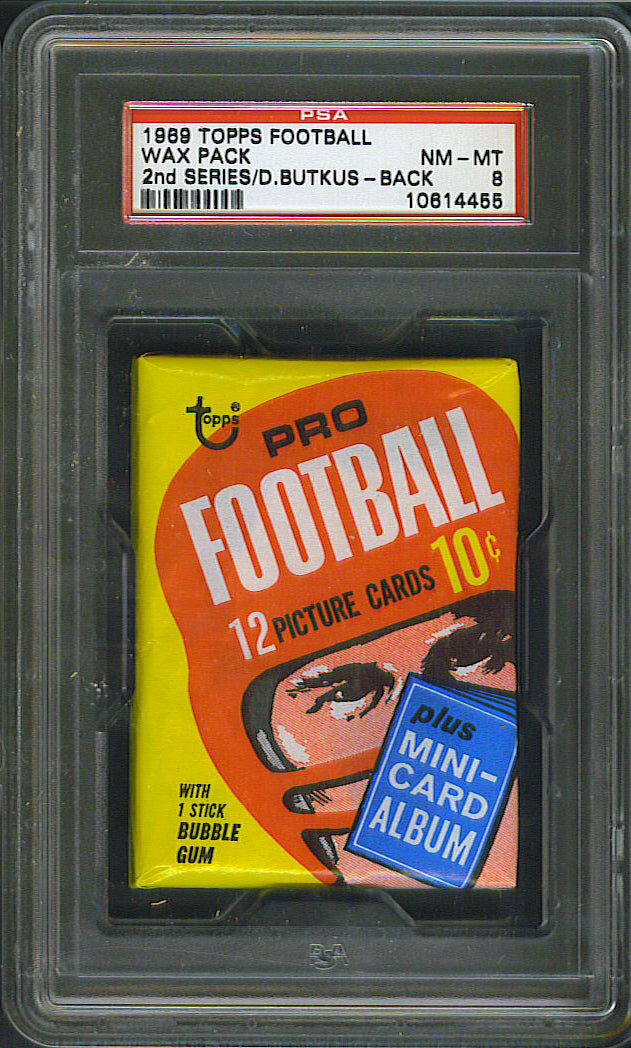 PSA
1969 TOPPS FOOTBALL
WAX PACK NM-MT
2nd SERIES/D.BUTKUS-BACK 8
10614455
topps®
PRO
FOOTBALL
12 PICTURE CARDS 10¢
plus
MINI-
CARD
ALBUM
WITH
1 STICK
BUBBLE
GUM
PSA